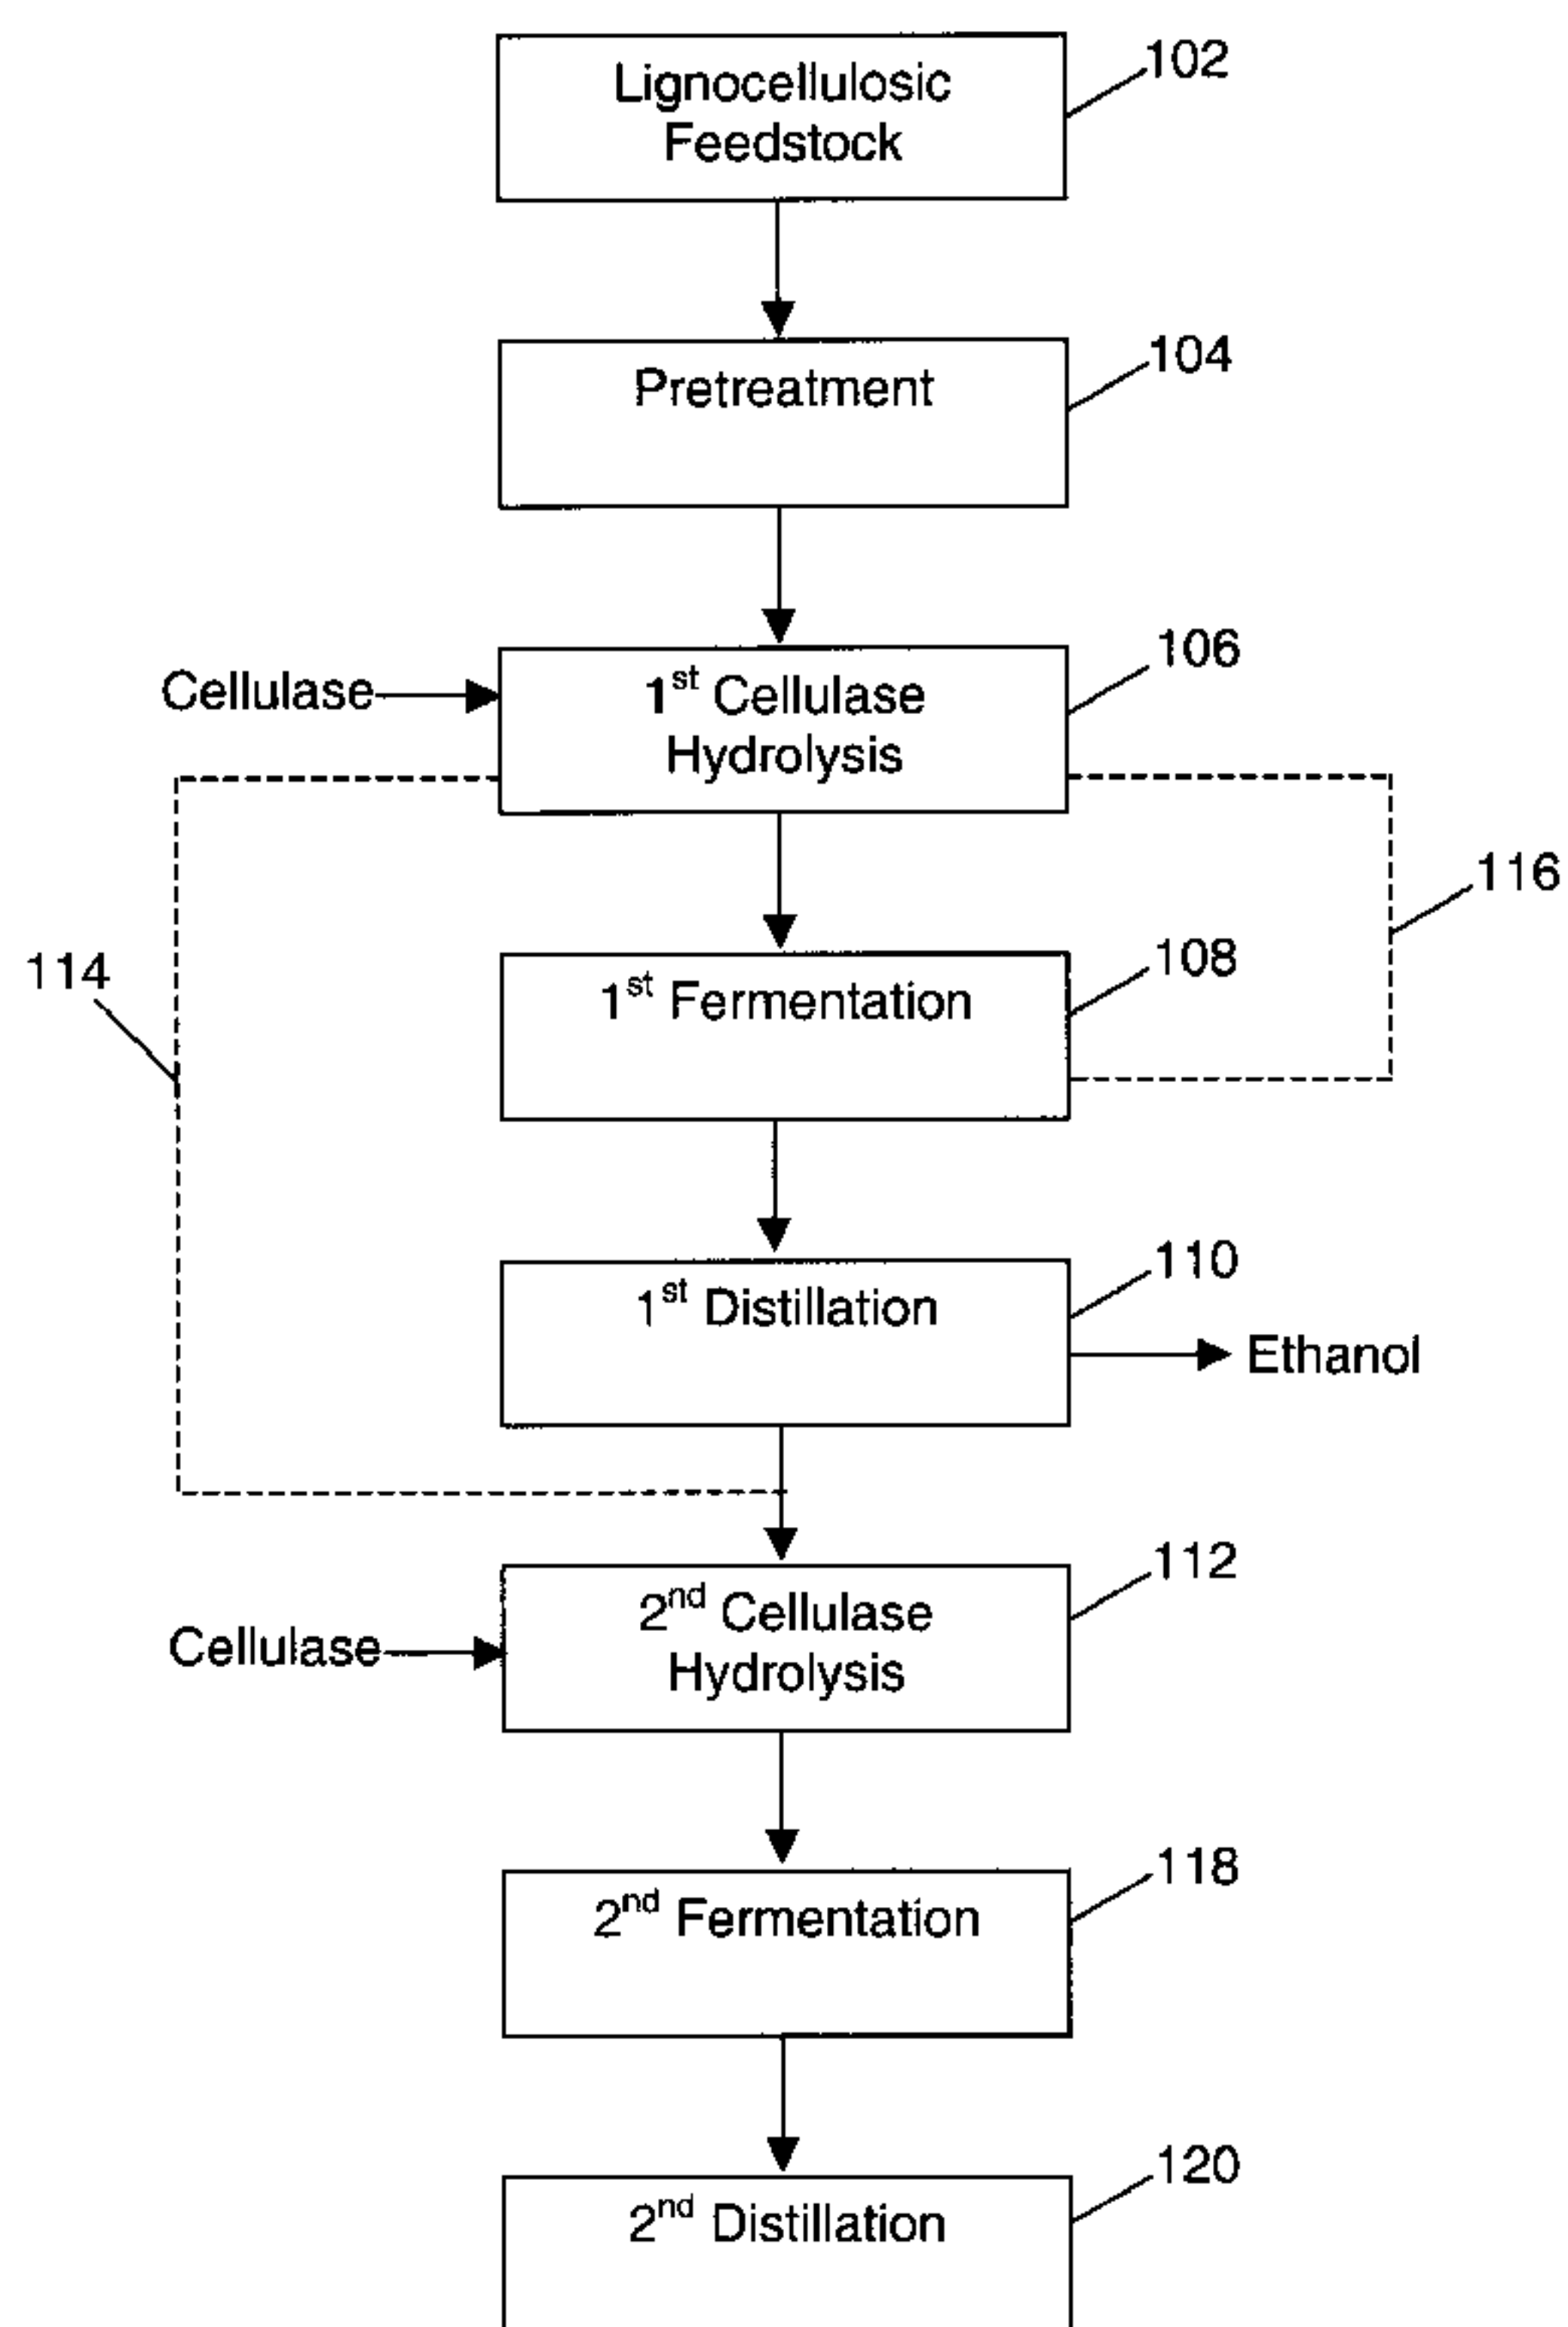 102
Lignocellulosic
Feedstock
104
Pretreatment
106
Cellulase
1st Cellulase
Hydrolysis
116
108
114
1st Fermentation
110
1st Distillation
Ethanol
112
2nd Cellulase
Cellulase
Hydrolysis
118
2nd Fermentation
120
2nd Distillation